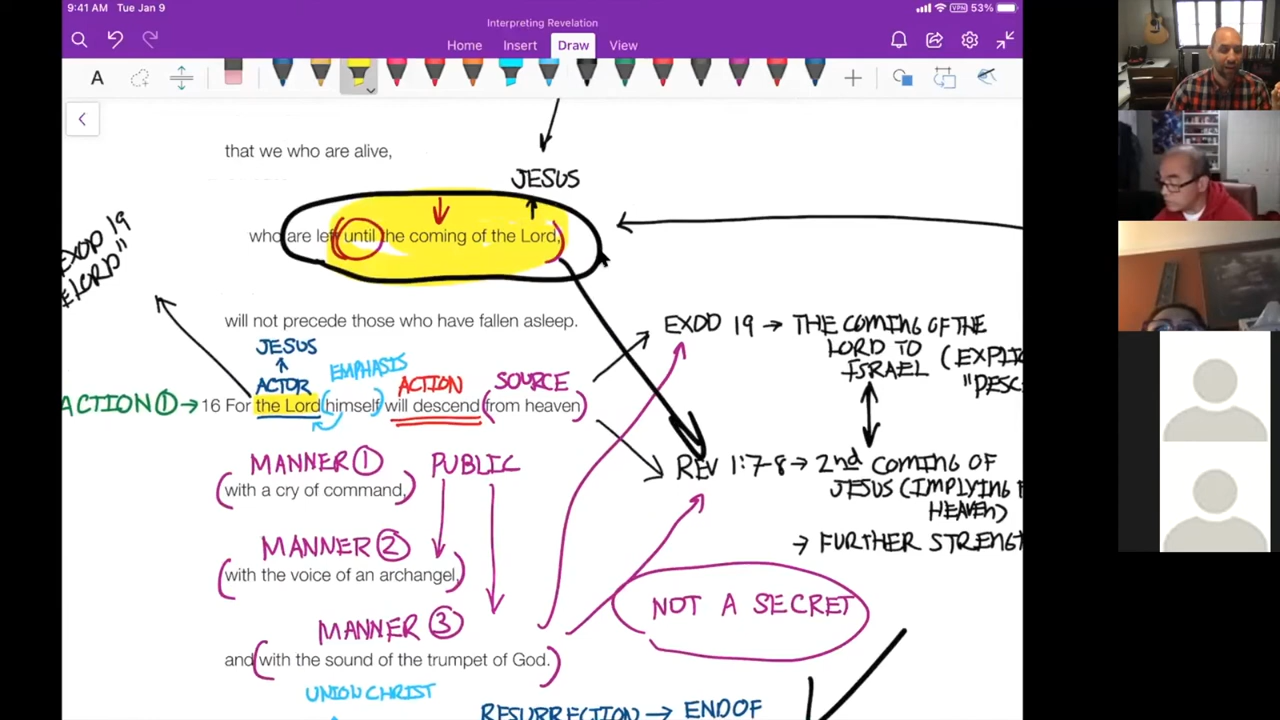 9:41 AM Tue Jan 9
VPN 53%
Interpreting Revelation
Home Insert Draw View
A
that we who are alive,
JESUS
who are left until the coming of the Lord,
EXOD 19
LORD"
will not precede those who have fallen asleep.
EXOD 19 → THE COMING OF THE
LORD TO
ISRAEL
(EXPLI
"DESC
JESUS
ACTOR
EMPHASIS
ACTION
SOURCE
ACTION ① → 16 For the Lord (himself) will descend (from heaven)
MANNER ① PUBLIC
(with a cry of command,)
REV 1:7-8 → 2nd COMING OF
JESUS (IMPLYING
HEAVEN)
→ FURTHER STRENGT
MANNER ②
(with the voice of an archangel,)
NOT A SECRET
MANNER ③
and (with the sound of the trumpet of God.)
UNION CHRIST
RESURRECTION → END OF